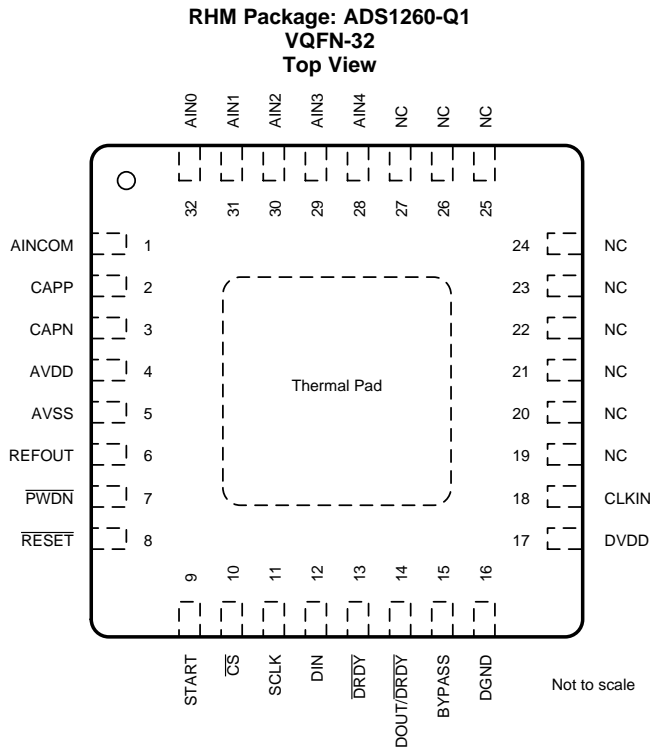 RHM Package: ADS1260-Q1
VQFN-32
Top View
AIN0
AIN1
AIN2
AIN3
AIN4
NC
NC
NC
32
31
30
29
28
27
26
25
AINCOM 1
CAPP 2
CAPN 3
AVDD 4
AVSS 5
REFOUT 6
PWDN 7
RESET 8
24 NC
23 NC
22 NC
21 NC
20 NC
19 NC
18 CLKIN
17 DVDD
Thermal Pad
9
10
11
12
13
14
15
16
START
CS
SCLK
DIN
DRDY
DOUT/DRDY
BYPASS
DGND
Not to scale